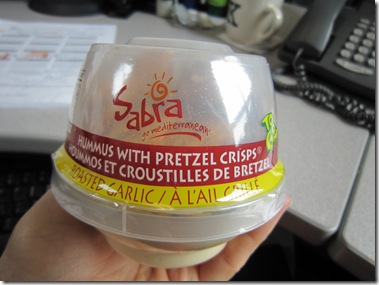 Sabra
go mediterranean
HUMMUS WITH PRETZEL CRISPS®
HOUMMOS ET CROUSTILLES DE BRETZEL
ROASTED GARLIC / À L'AIL GRILLÉ